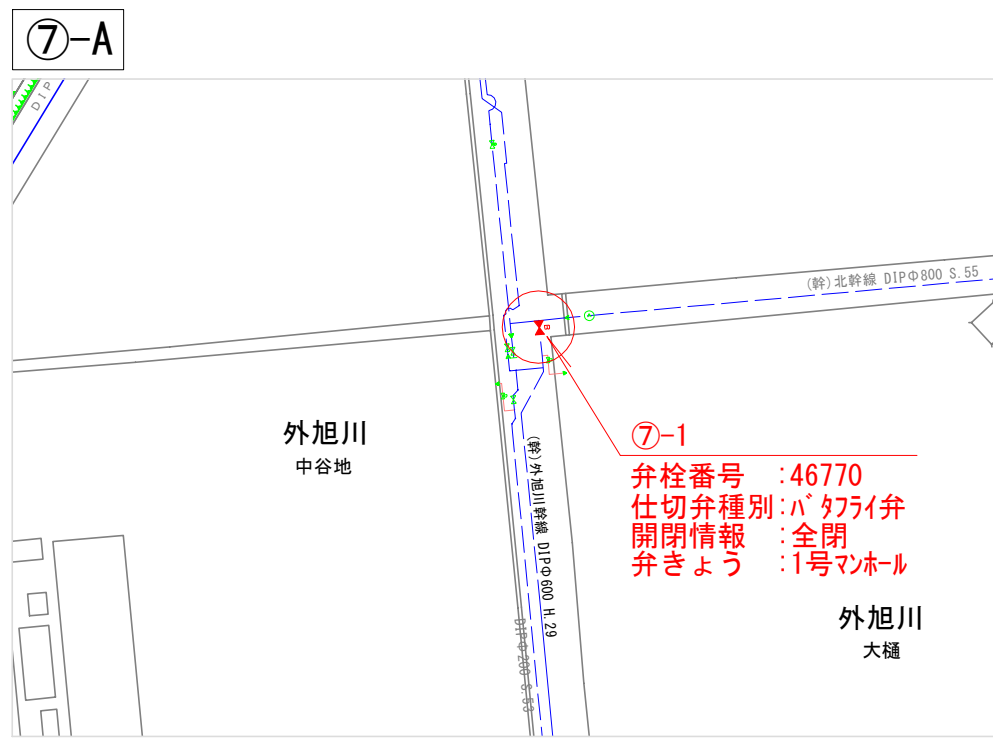 ⑦-A
DIP
(幹)北幹線 DIPΦ800 S.55
B
外旭川
中谷地
(幹)外旭川幹線 DIPΦ600 H.29
DIPΦ200 S.53
⑦-1
弁栓番号 :46770
仕切弁種別:バタフライ弁
開閉情報 :全閉
弁きょう :1号マンホール
外旭川
大樋